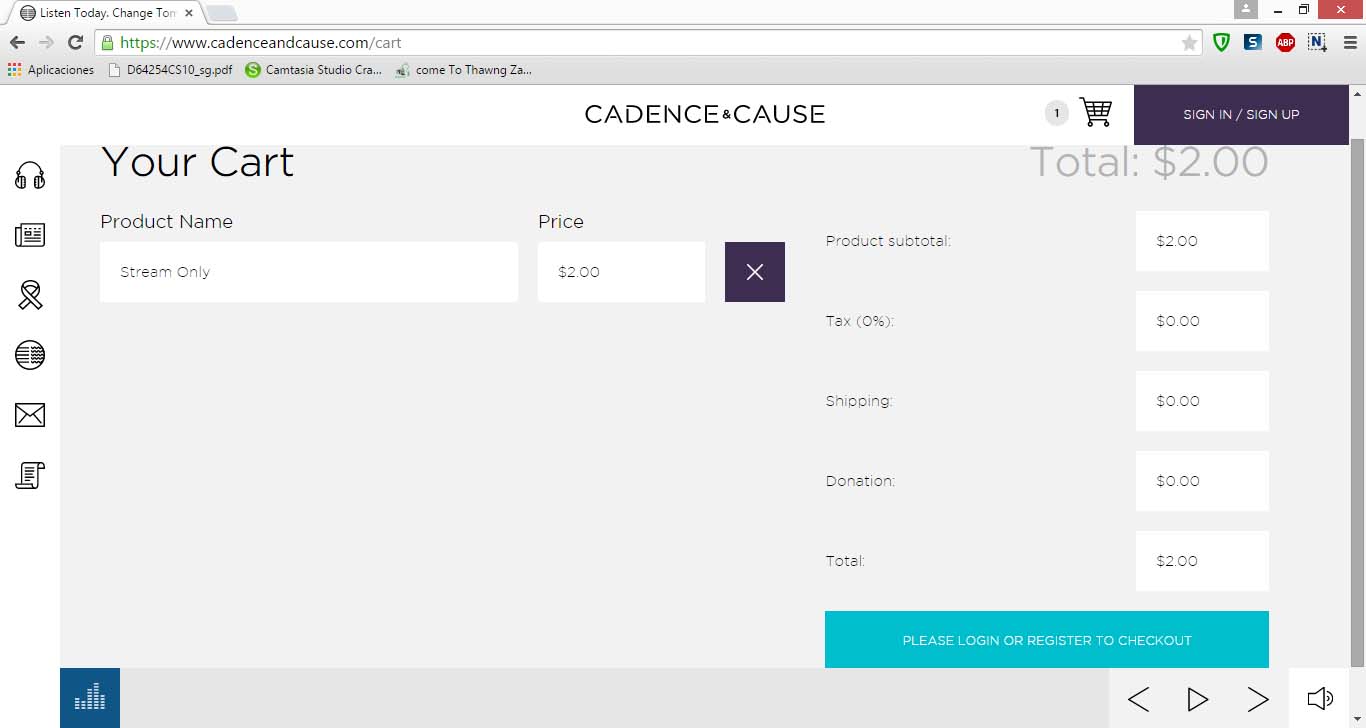 Listen Today. Change Tom
https://www.cadenceandcause.com/cart
Aplicaciones D64254CS10_sg.pdf Camtasia Studio Cra... come To Thawng Za...
CADENCE&CAUSE
1
SIGN IN / SIGN UP
Your Cart
Total: $2.00
Product Name Price
Stream Only $2.00
Product subtotal: $2.00
Tax (0%): $0.00
Shipping: $0.00
Donation: $0.00
Total: $2.00
PLEASE LOGIN OR REGISTER TO CHECKOUT
S
ABP
N
S